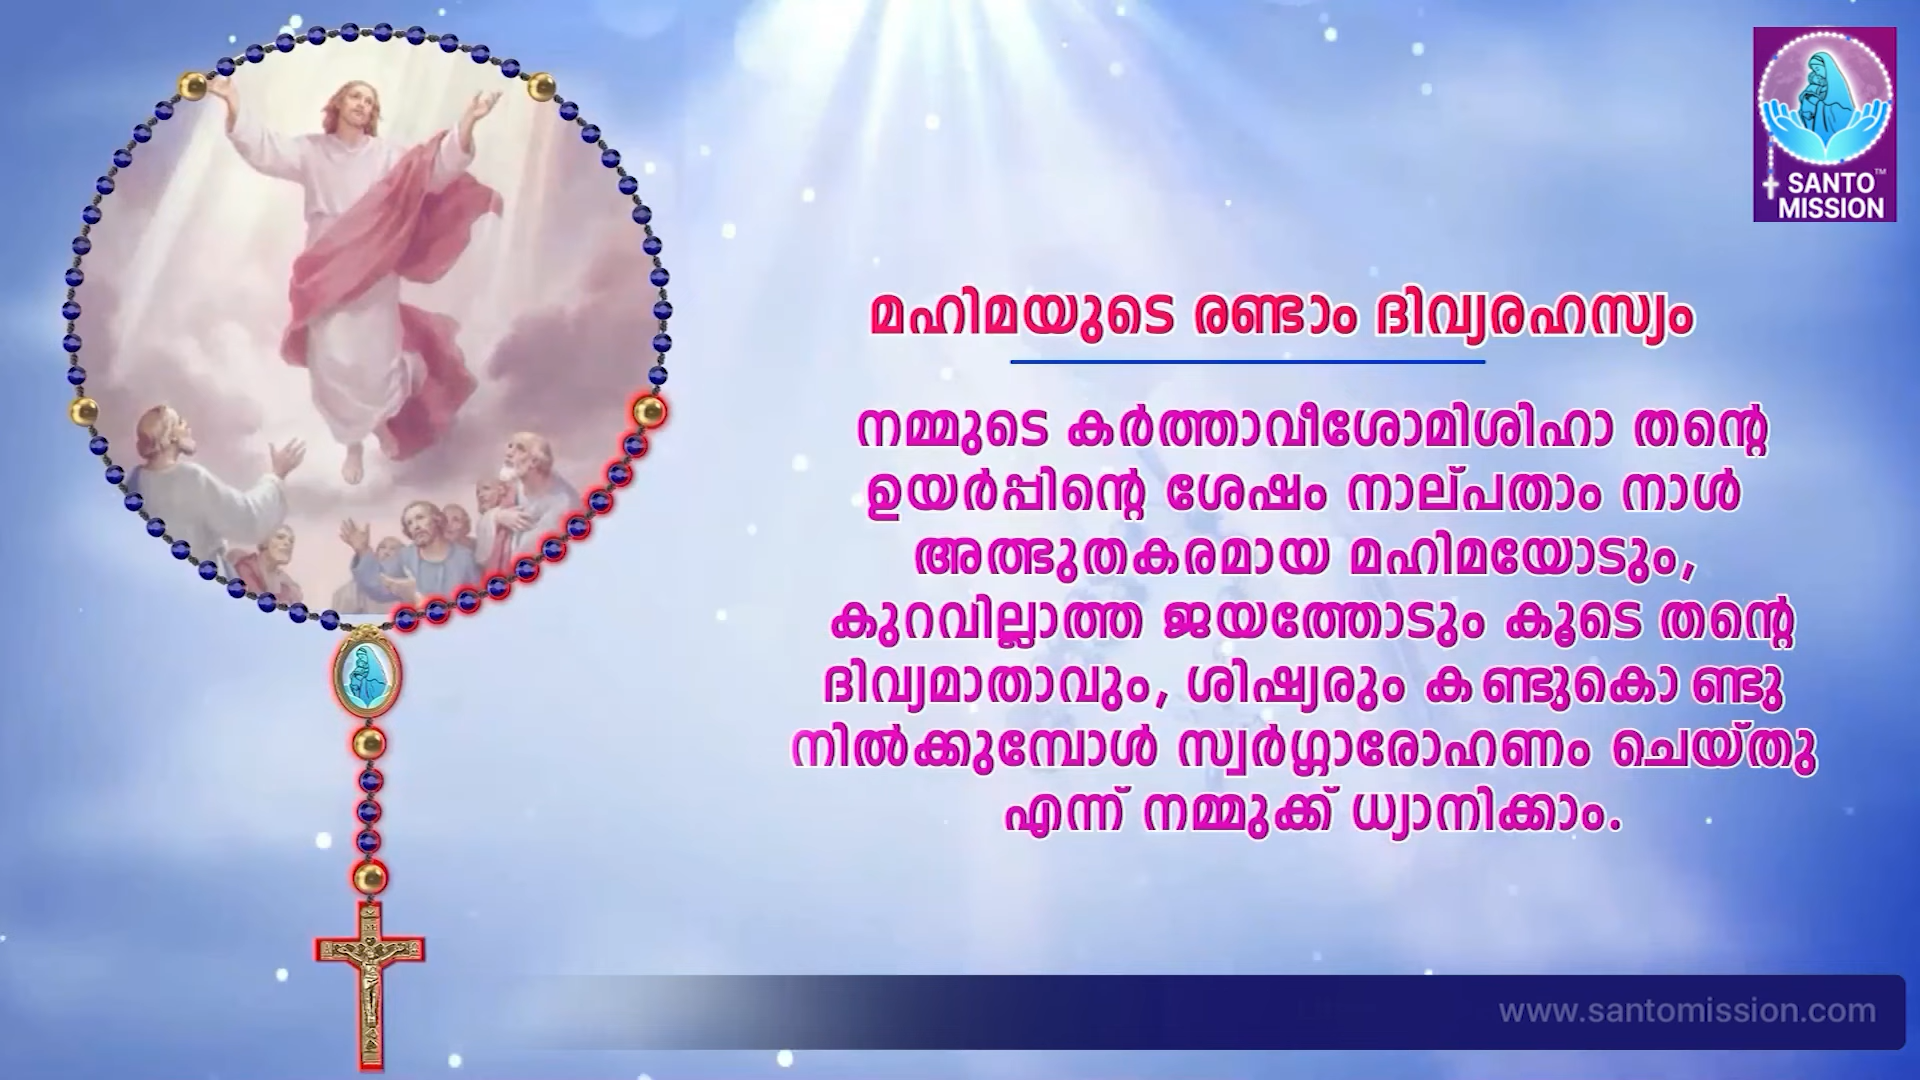 SANTO™
MISSION
മഹിമയുടെ രണ്ടാം ദിവ്യരഹസ്യം
നമ്മുടെ കർത്താവീശോമിശിഹാ തന്റെ
ഉയർപ്പിന്റെ ശേഷം നാല്പതാം നാൾ
അത്ഭുതകരമായ മഹിമയോടും,
കുറവില്ലാത്ത ജയത്തോടും കൂടെ തന്റെ
ദിവ്യമാതാവും, ശിഷ്യരും കണ്ടുകൊണ്ടു
നിൽക്കുമ്പോൾ സ്വർഗ്ഗാരോഹണം ചെയ്തു
എന്ന് നമ്മുക്ക് ധ്യാനിക്കാം.
www.santomission.com